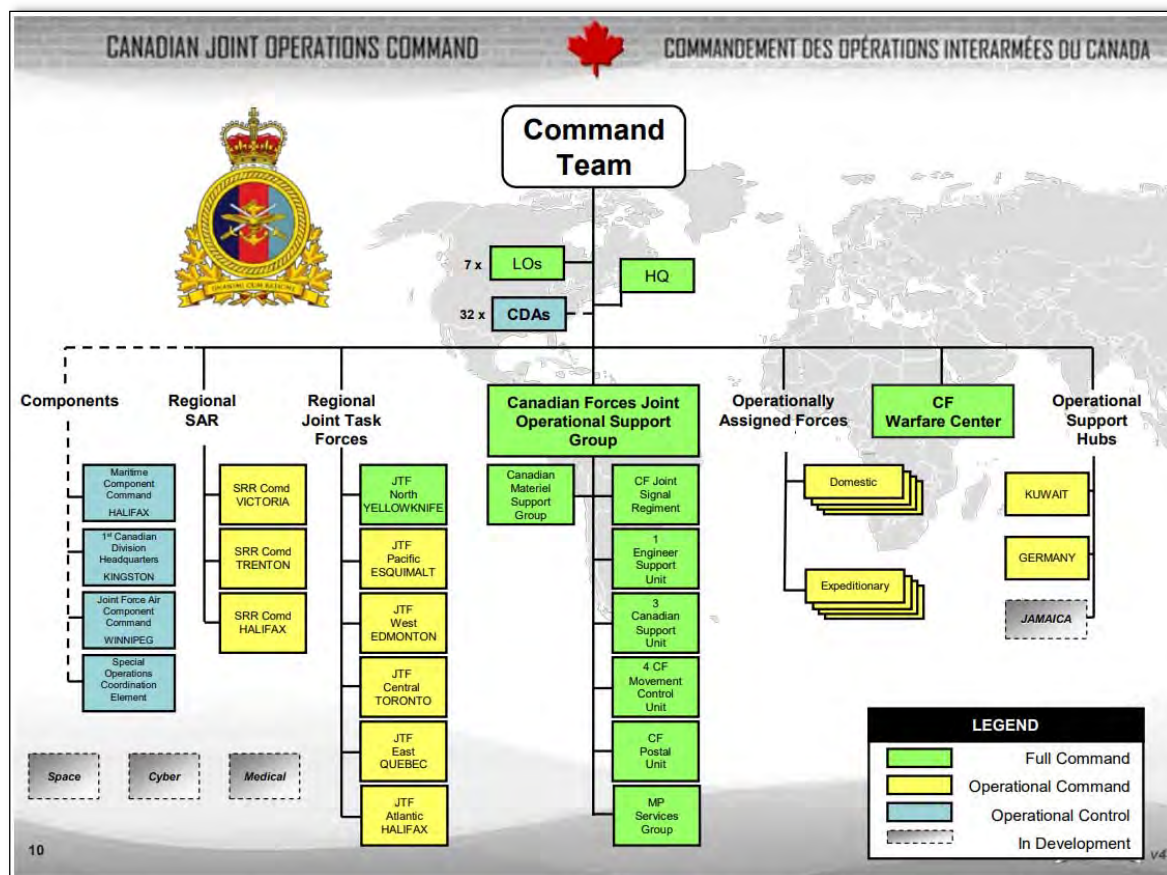 CANADIAN JOINT OPERATIONS COMMAND
COMMANDEMENT DES OPÉRATIONS INTERARMÉES DU CANADA
Command
Team
7 x
LOs
HQ
32 x
CDAs
Components
Maritime
Component
Command
HALIFAX
1st Canadian
Division
Headquarters
KINGSTON
Joint Force Air
Component
Command
WINNIPEG
Special
Operations
Coordination
Element
Regional
SAR
SRR Comd
VICTORIA
SRR Comd
TRENTON
SRR Comd
HALIFAX
Regional
Joint Task
Forces
JTF
North
YELLOWKNIFE
JTF
Pacific
ESQUIMALT
JTF
West
EDMONTON
JTF
Central
TORONTO
JTF
East
QUEBEC
JTF
Atlantic
HALIFAX
Canadian Forces Joint
Operational Support
Group
Canadian
Materiel
Support
Group
CF Joint
Signal
Regiment
1
Engineer
Support
Unit
3
Canadian
Support
Unit
4 CF
Movement
Control
Unit
CF
Postal
Unit
MP
Services
Group
Operationally
Assigned Forces
Domestic
Expeditionary
CF
Warfare Center
Operational
Support
Hubs
KUWAIT
GERMANY
JAMAICA
Space
Cyber
Medical
LEGEND
Full Command
Operational Command
Operational Control
In Development
10
v4